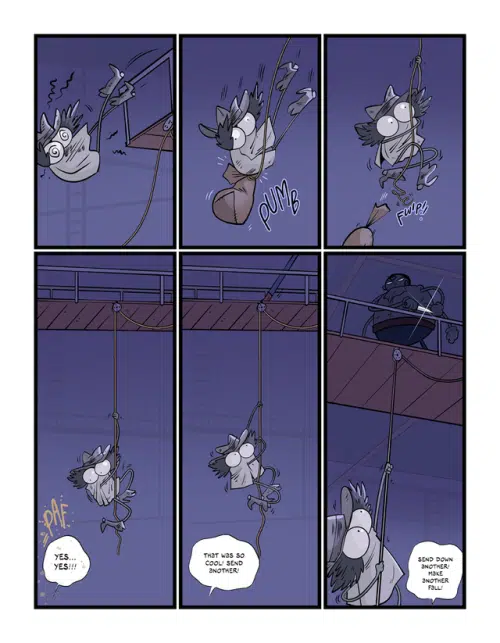 PUMB
FWIP!!
PAF
YES...
YES!!!
THAT WAS SO
COOL! SEND
ANOTHER!
SEND DOWN
ANOTHER!
MAKE
ANOTHER
FALL!